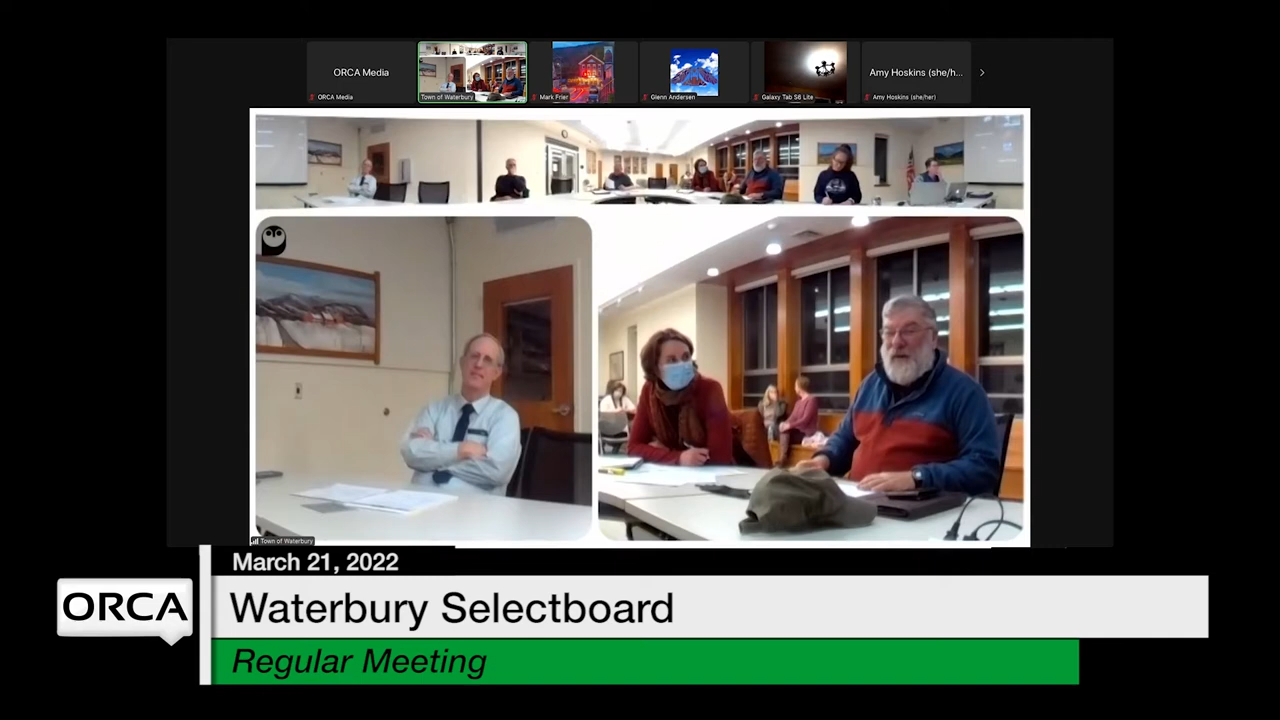 ORCA Media
Amy Hoskins (she/h...
ORCA Media
Town of Waterbury
Mark Frier
Glenn Andersen
Galaxy Tab S6 Lite
Amy Hoskins (she/her)
Town of Waterbury
March 21, 2022
ORCA
Waterbury Selectboard
Regular Meeting